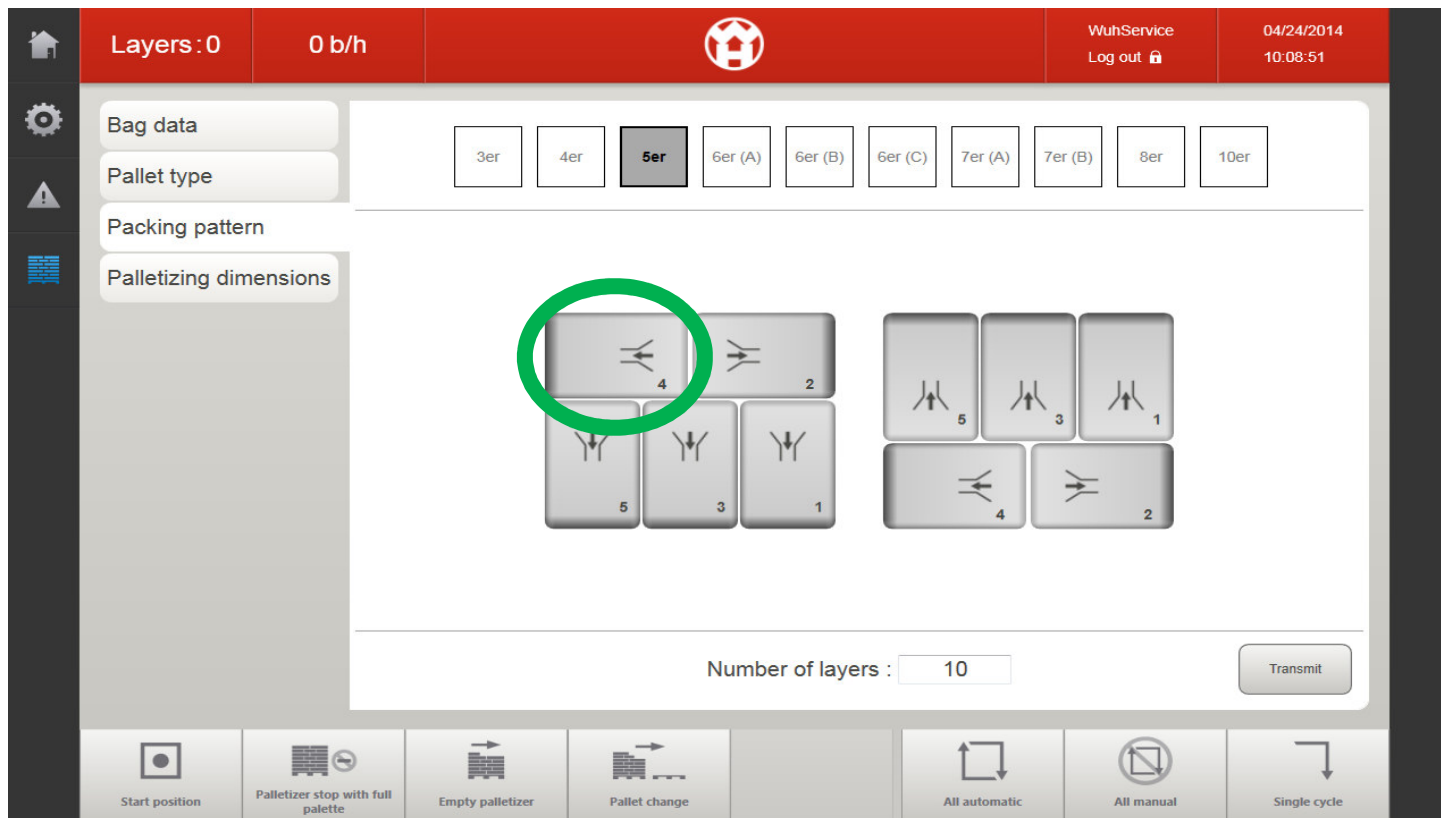 Layers : 0
0 b/h
WuhService
Log out
04/24/2014
10:08:51
Bag data
Pallet type
Packing pattern
Palletizing dimensions
3er
4er
5er
6er (A)
6er (B)
6er (C)
7er (A)
7er (B)
8er
10er
4
2
5
3
1
5
3
1
4
2
Number of layers : 10
Transmit
Start position
Palletizer stop with full
palette
Empty palletizer
Pallet change
All automatic
All manual
Single cycle